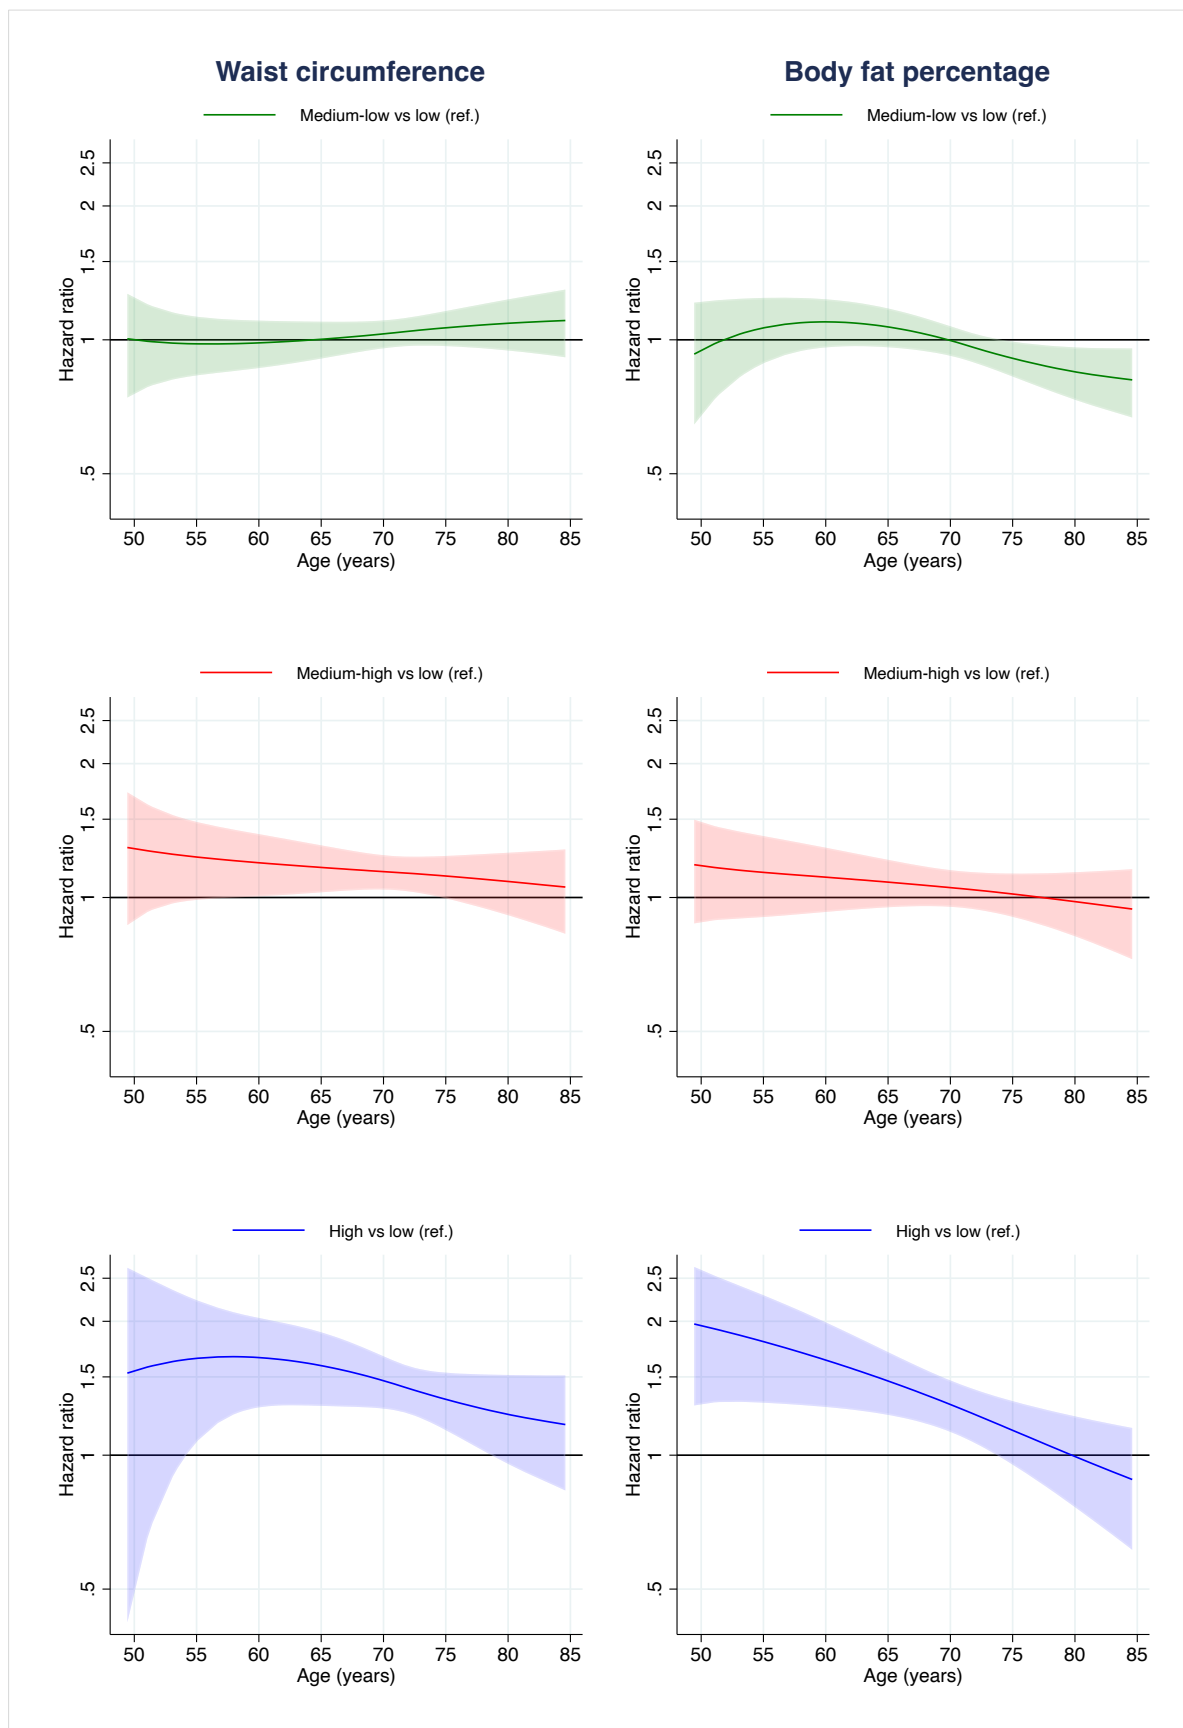 Waist circumference
Body fat percentage
Medium-low vs low (ref.)
Medium-low vs low (ref.)
Hazard ratio
2.5
2
1.5
1
.5
50 55 60 65 70 75 80 85
Age (years)
Hazard ratio
2.5
2
1.5
1
.5
50 55 60 65 70 75 80 85
Age (years)
Medium-high vs low (ref.)
Medium-high vs low (ref.)
Hazard ratio
2.5
2
1.5
1
.5
50 55 60 65 70 75 80 85
Age (years)
Hazard ratio
2.5
2
1.5
1
.5
50 55 60 65 70 75 80 85
Age (years)
High vs low (ref.)
High vs low (ref.)
Hazard ratio
2.5
2
1.5
1
.5
50 55 60 65 70 75 80 85
Age (years)
Hazard ratio
2.5
2
1.5
1
.5
50 55 60 65 70 75 80 85
Age (years)